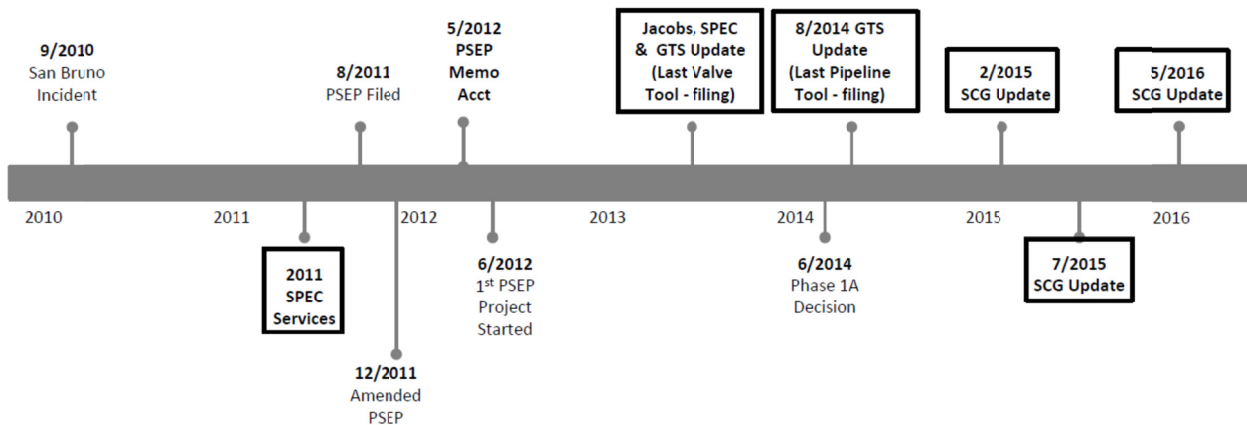 9/2010
San Bruno
Incident
8/2011
PSEP Filed
5/2012
PSEP
Memo
Acct
Jacobs, SPEC
& GTS Update
(Last Valve
Tool - filing)
8/2014 GTS
Update
(Last Pipeline
Tool - filing)
2/2015
SCG Update
5/2016
SCG Update
2010
2011
2012
2013
2014
2015
2016
2011
SPEC
Services
12/2011
Amended
PSEP
6/2012
1st PSEP
Project
Started
6/2014
Phase 1A
Decision
7/2015
SCG Update